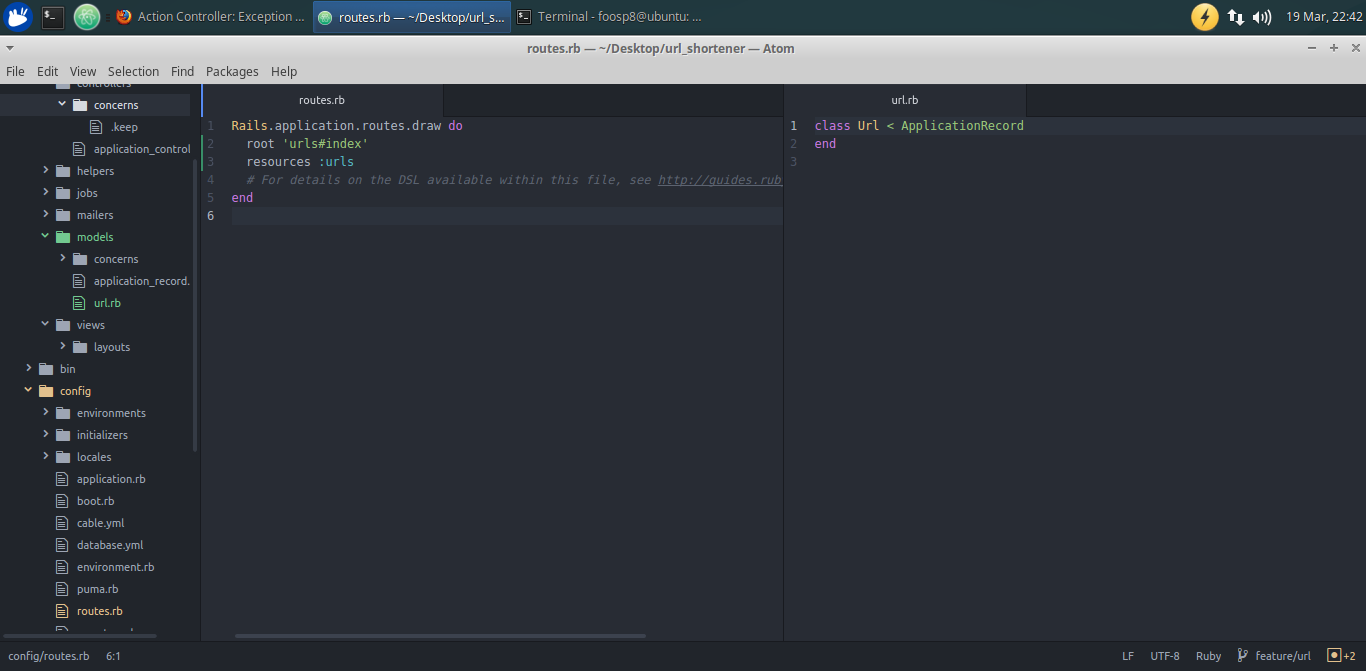 Action Controller: Exception ...
routes.rb — ~/Desktop/url_s...
Terminal - foosp8@ubuntu: ...
19 Mar, 22:42
routes.rb — ~/Desktop/url_shortener — Atom
File Edit View Selection Find Packages Help
controllers
concerns
.keep
application_control
helpers
jobs
mailers
models
concerns
application_record.
url.rb
views
layouts
bin
config
environments
initializers
locales
application.rb
boot.rb
cable.yml
database.yml
environment.rb
puma.rb
routes.rb
routes.rb
1 Rails.application.routes.draw do
2 root 'urls#index'
3 resources :urls
4 # For details on the DSL available within this file, see http://guides.rub
5 end
6
url.rb
1 class Url < ApplicationRecord
2 end
3
config/routes.rb 6:1
LF UTF-8 Ruby feature/url +2